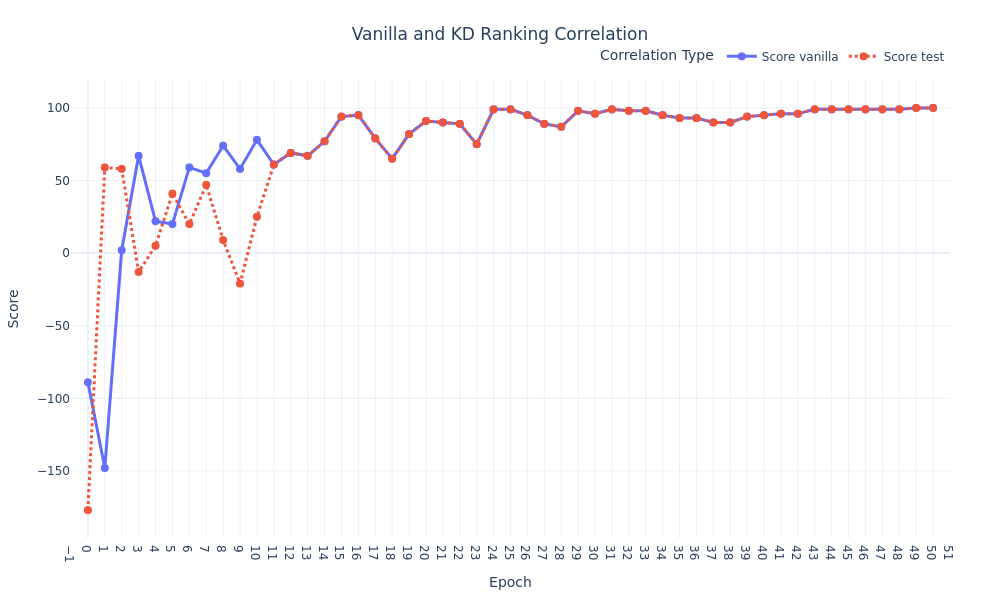 Vanilla and KD Ranking Correlation
Correlation Type Score vanilla Score test
100
50
0
−50
−100
−150
Score
−1 0 1 2 3 4 5 6 7 8 9 10 11 12 13 14 15 16 17 18 19 20 21 22 23 24 25 26 27 28 29 30 31 32 33 34 35 36 37 38 39 40 41 42 43 44 45 46 47 48 49 50 51
Epoch